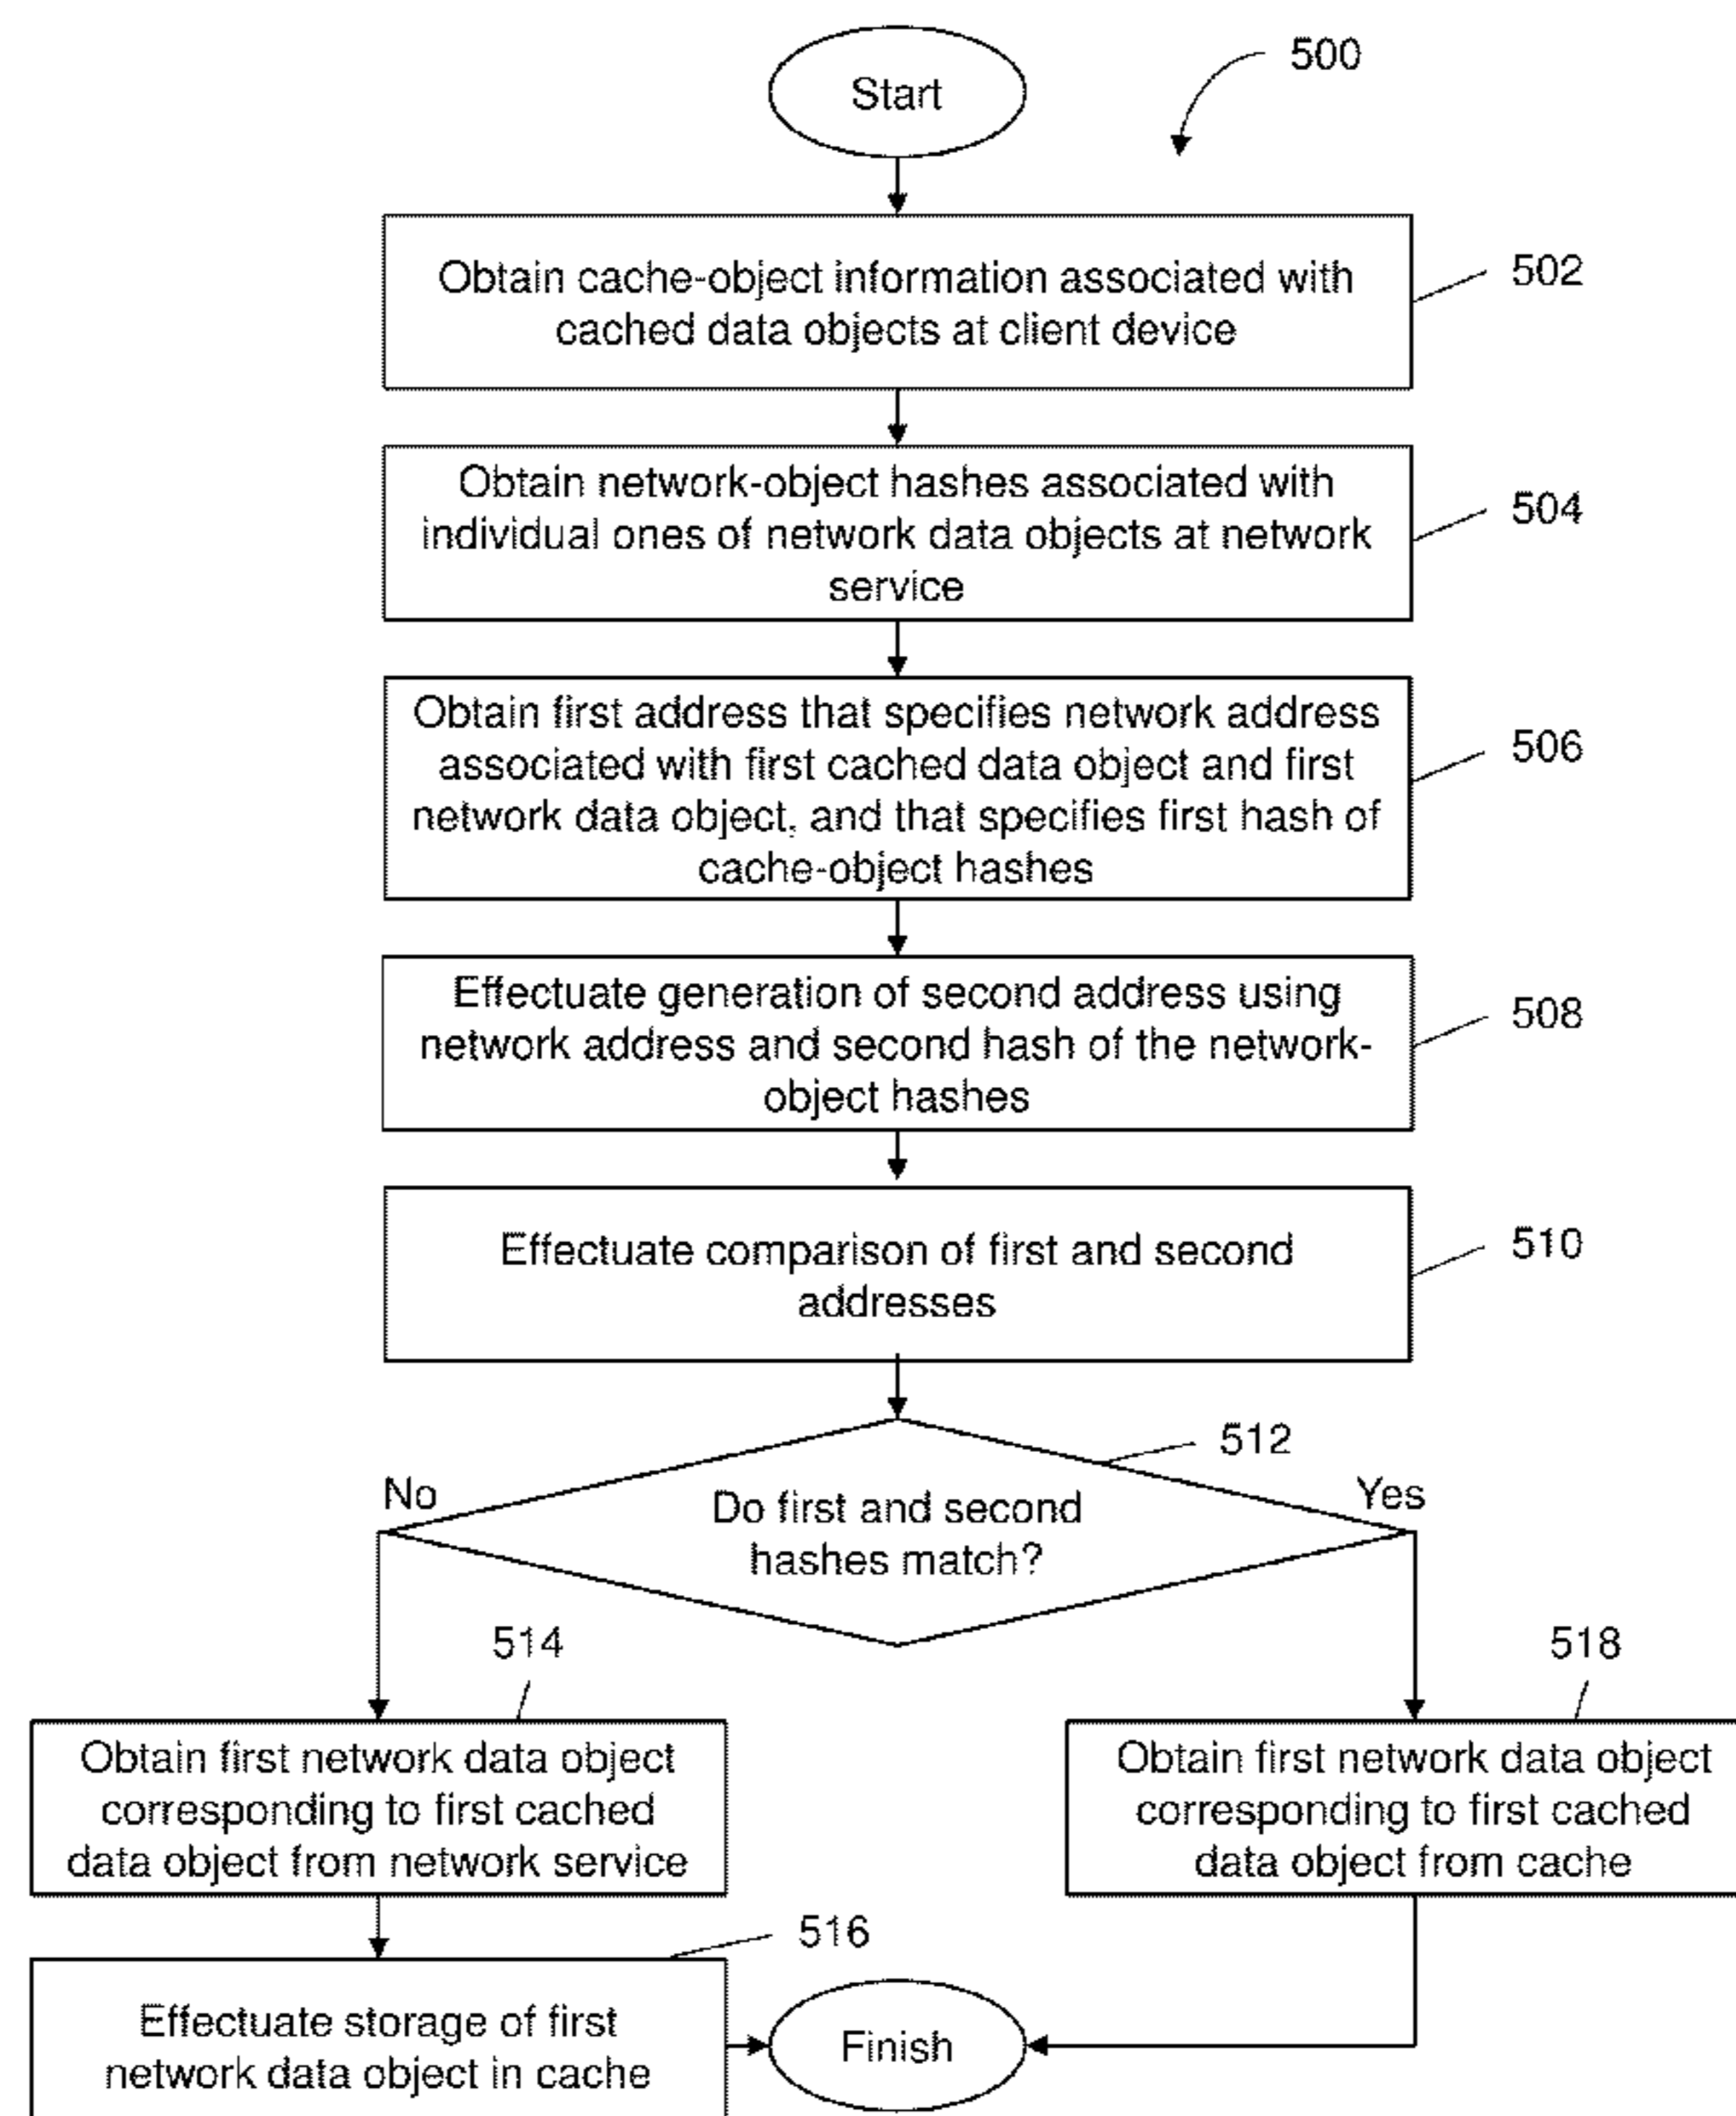 Start
500
Obtain cache-object information associated with
cached data objects at client device
502
Obtain network-object hashes associated with
individual ones of network data objects at network
service
504
Obtain first address that specifies network address
associated with first cached data object and first
network data object, and that specifies first hash of
cache-object hashes
506
Effectuate generation of second address using
network address and second hash of the network-
object hashes
508
Effectuate comparison of first and second
addresses
510
512
No
Yes
Do first and second
hashes match?
514
Obtain first network data object
corresponding to first cached
data object from network service
518
Obtain first network data object
corresponding to first cached
data object from cache
516
Effectuate storage of first
network data object in cache
Finish